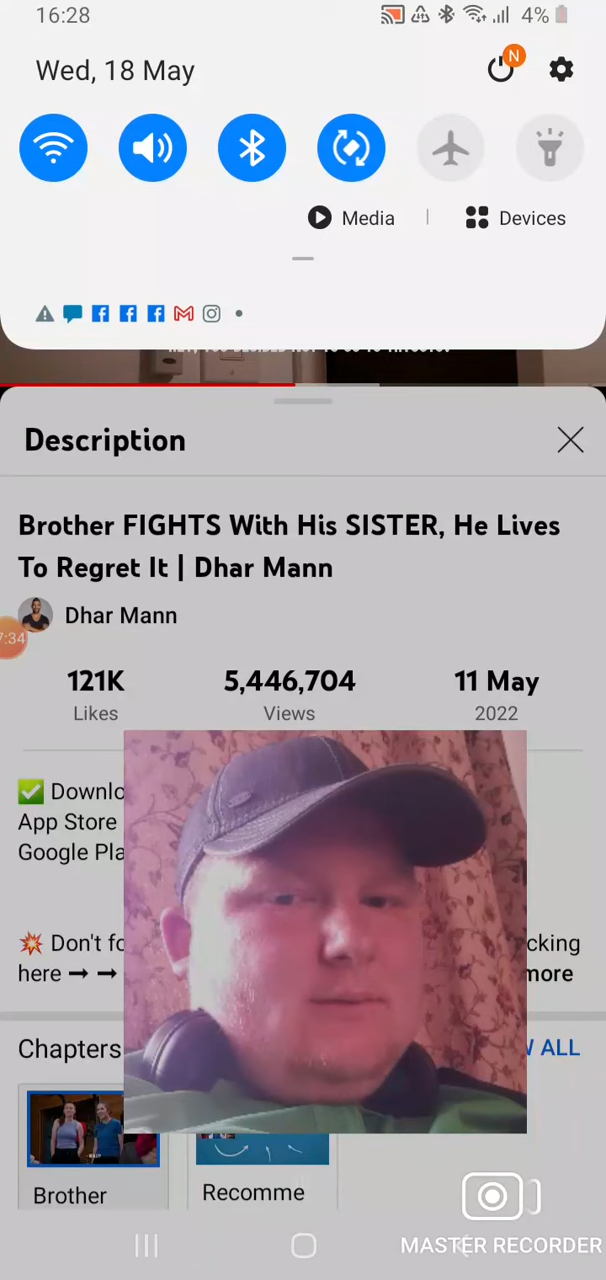 16:28
4%
Wed, 18 May
N
Media
Devices
Description
Brother FIGHTS With His SISTER, He Lives
To Regret It | Dhar Mann
Dhar Mann
7:34
121K
5,446,704
11 May
Likes
Views
2022
Downlo
App Store
Google Pla
Don't fo
cking
here
more
Chapters
ALL
Brother
Recomme
MASTER RECORDER